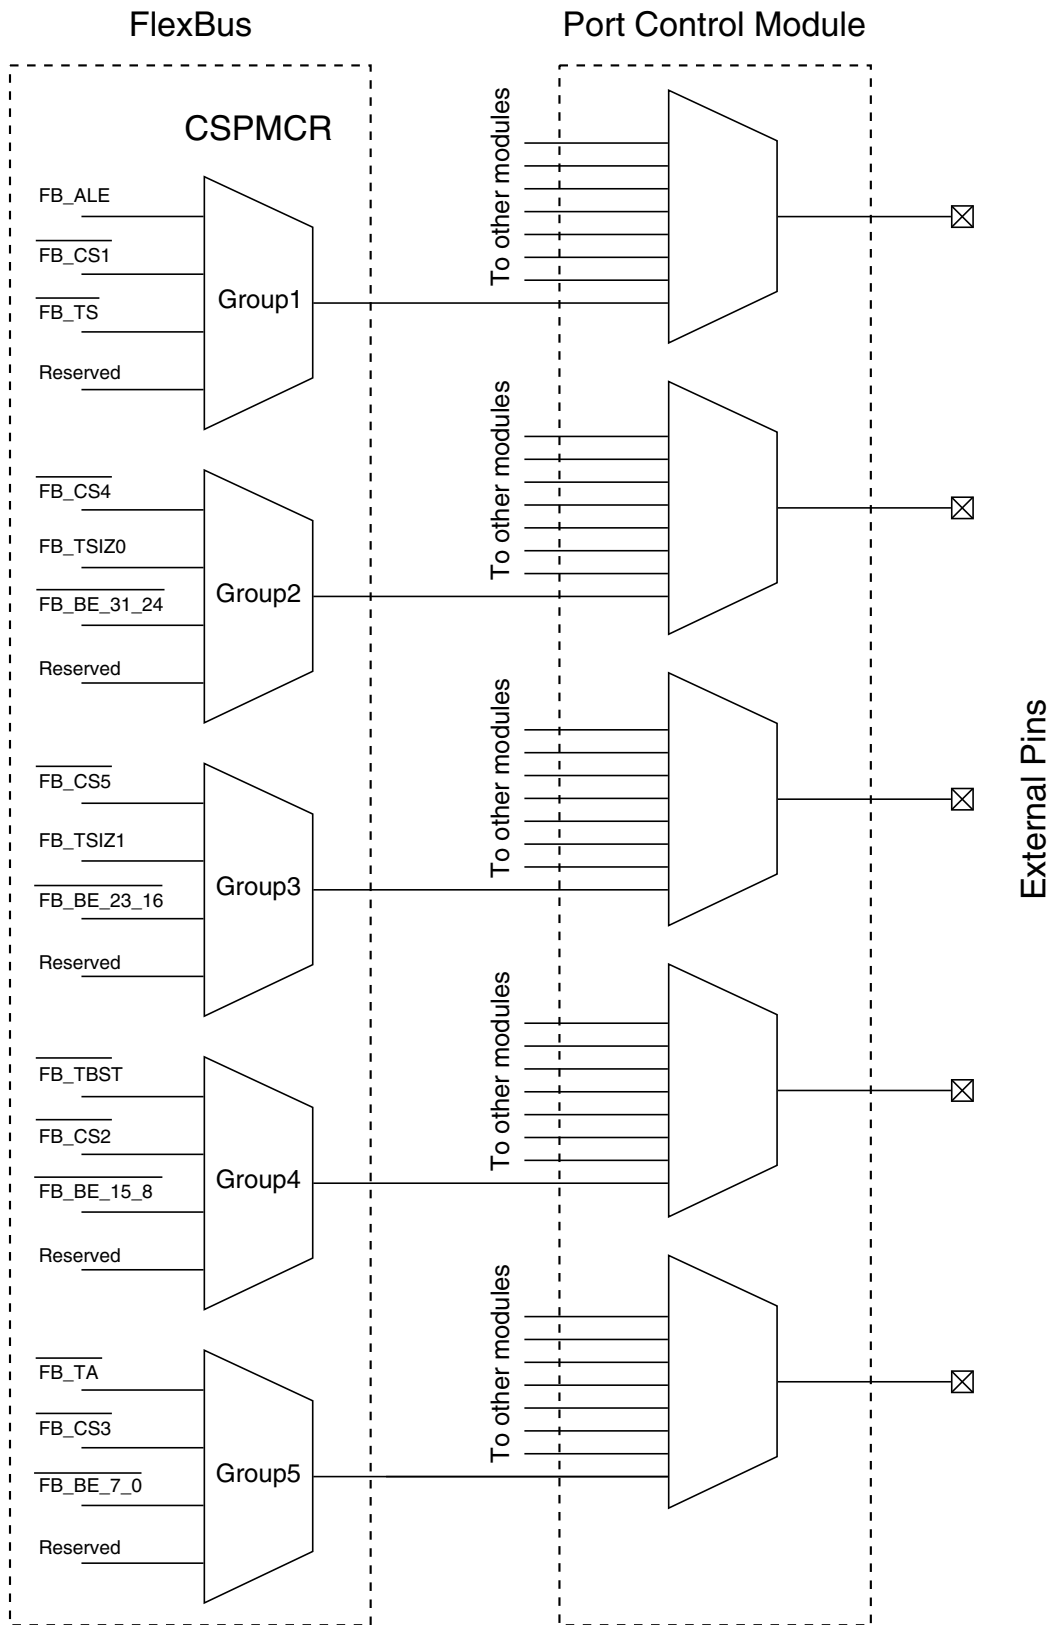 FlexBus
Port Control Module
CSPMCR
FB_ALE
FB_CS1
FB_TS
Reserved
Group1
To other modules
FB_CS4
FB_TSIZ0
FB_BE_31_24
Reserved
Group2
To other modules
FB_CS5
FB_TSIZ1
FB_BE_23_16
Reserved
Group3
To other modules
External Pins
FB_TBST
FB_CS2
FB_BE_15_8
Reserved
Group4
To other modules
FB_TA
FB_CS3
FB_BE_7_0
Reserved
Group5
To other modules